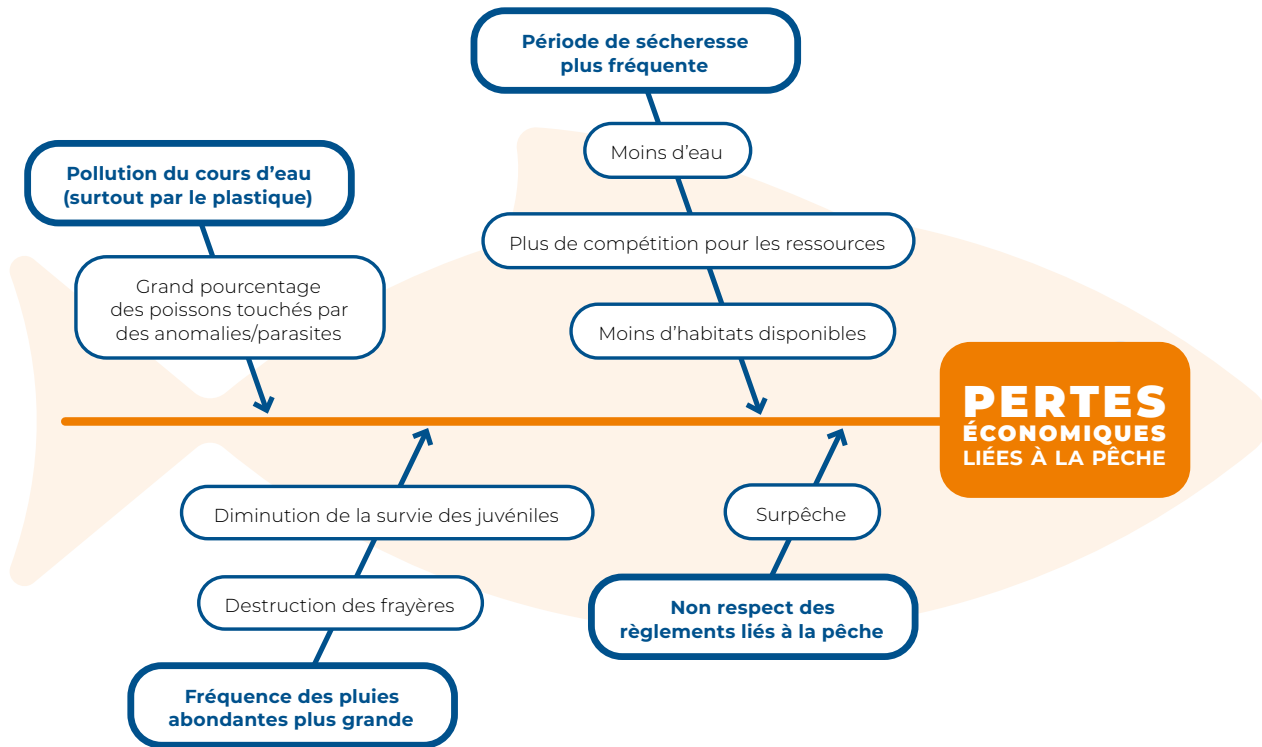 Période de sécheresse
plus fréquente
Moins d'eau
Plus de compétition pour les ressources
Moins d'habitats disponibles
Pollution du cours d'eau
(surtout par le plastique)
Grand pourcentage
des poissons touchés par
des anomalies/parasites
PERTES
ÉCONOMIQUES
LIÉES À LA PÊCHE
Diminution de la survie des juvéniles
Destruction des frayères
Fréquence des pluies
abondantes plus grande
Surpêche
Non respect des
règlements liés à la pêche